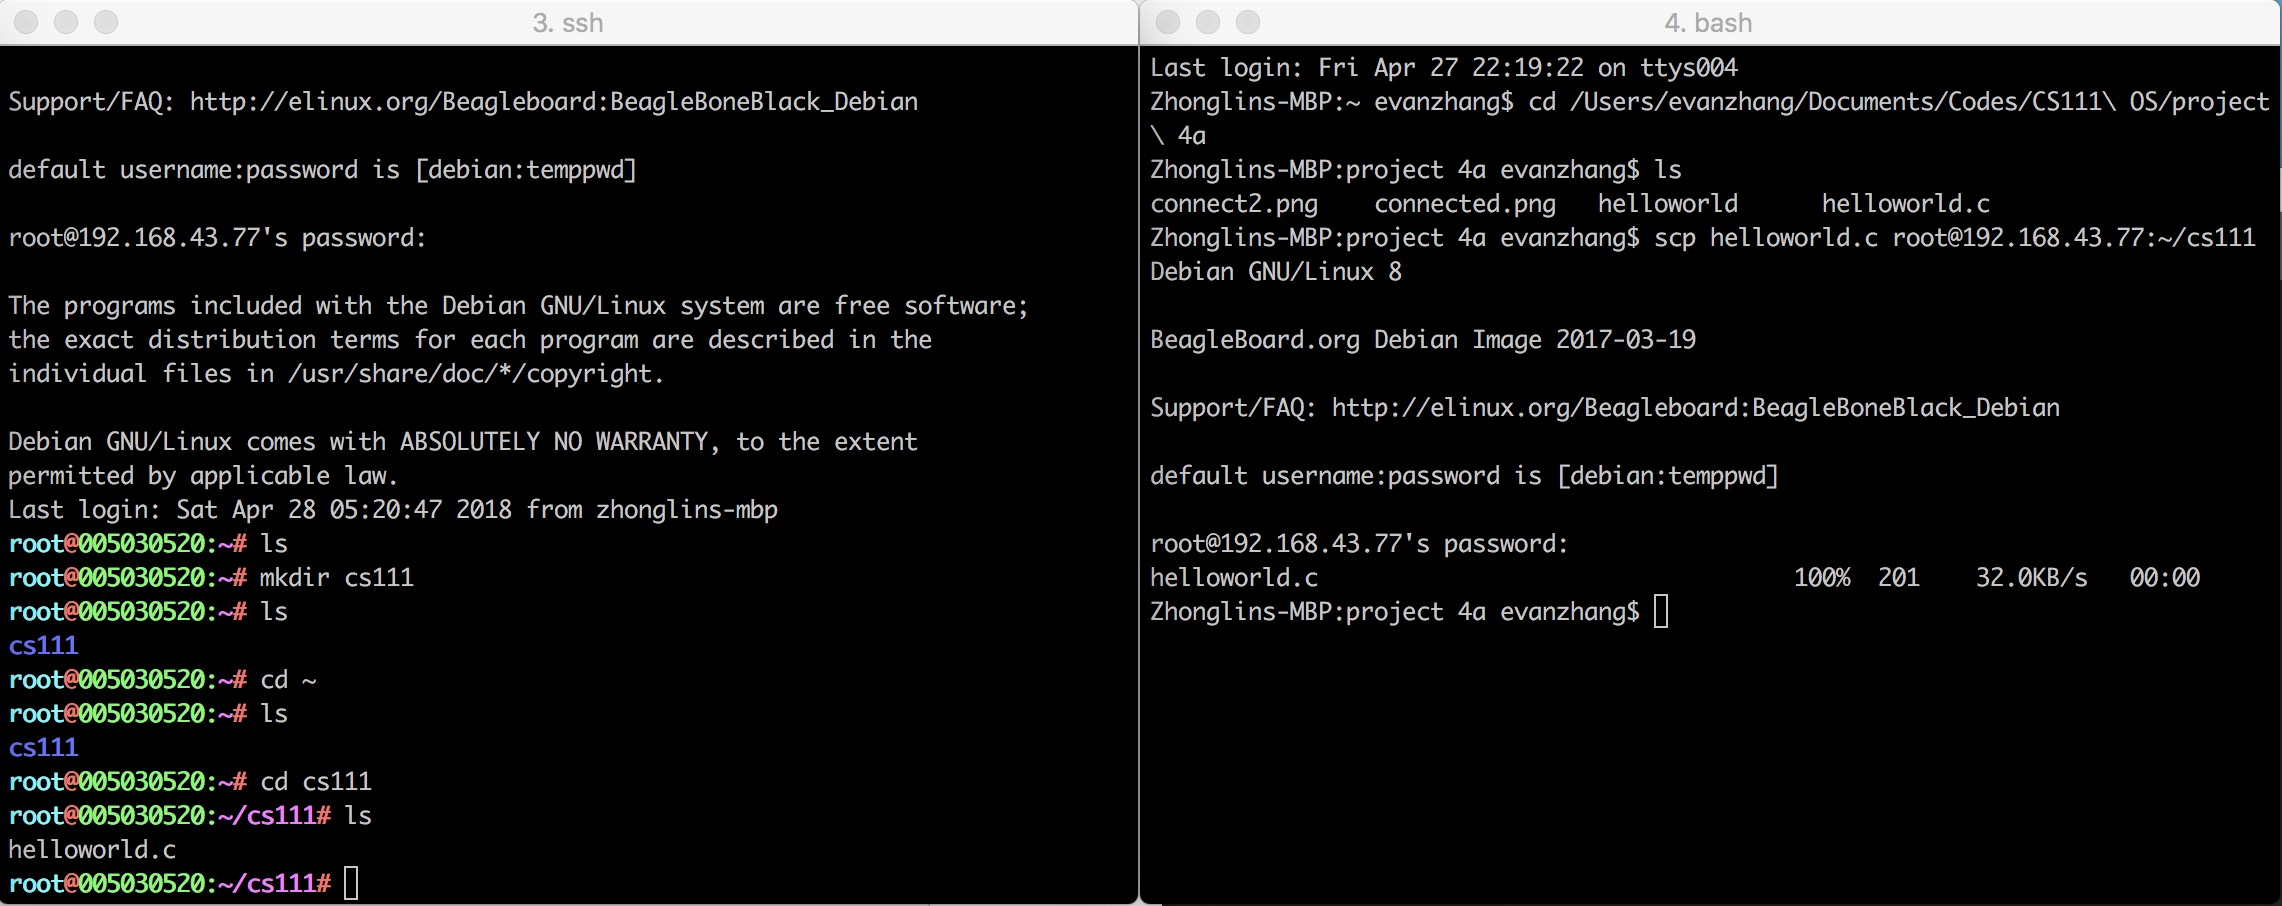 3. ssh
Support/FAQ: http://elinux.org/Beagleboard:BeagleBoneBlack_Debian
default username:password is [debian:temppwd]
root@192.168.43.77's password:
The programs included with the Debian GNU/Linux system are free software;
the exact distribution terms for each program are described in the
individual files in /usr/share/doc/*/copyright.
Debian GNU/Linux comes with ABSOLUTELY NO WARRANTY, to the extent
permitted by applicable law.
Last login: Sat Apr 28 05:20:47 2018 from zhonglins-mbp
root@005030520:~# ls
root@005030520:~# mkdir cs111
root@005030520:~# ls
cs111
root@005030520:~# cd ~
root@005030520:~# ls
cs111
root@005030520:~# cd cs111
root@005030520:~/cs111# ls
helloworld.c
root@005030520:~/cs111#
4. bash
Last login: Fri Apr 27 22:19:22 on ttys004
Zhonglins-MBP:~ evanzhang$ cd /Users/evanzhang/Documents/Codes/CS111\ OS/project
\ 4a
Zhonglins-MBP:project 4a evanzhang$ ls
connect2.png    connected.png   helloworld      helloworld.c
Zhonglins-MBP:project 4a evanzhang$ scp helloworld.c root@192.168.43.77:~/cs111
Debian GNU/Linux 8
BeagleBoard.org Debian Image 2017-03-19
Support/FAQ: http://elinux.org/Beagleboard:BeagleBoneBlack_Debian
default username:password is [debian:temppwd]
root@192.168.43.77's password:
helloworld.c                                  100%  201    32.0KB/s   00:00
Zhonglins-MBP:project 4a evanzhang$